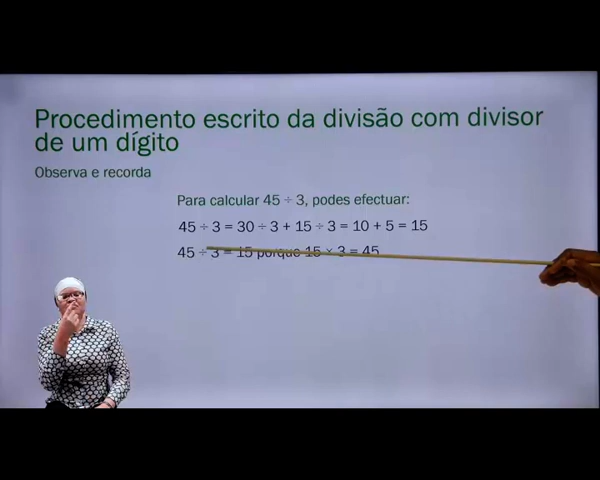 Procedimento escrito da divisão com divisor
de um dígito
Observa e recorda
Para calcular 45 ÷ 3, podes efectuar:
45 ÷ 3 = 30 ÷ 3 + 15 ÷ 3 = 10 + 5 = 15
45 ÷ 3 = 15 porque 15 × 3 = 45